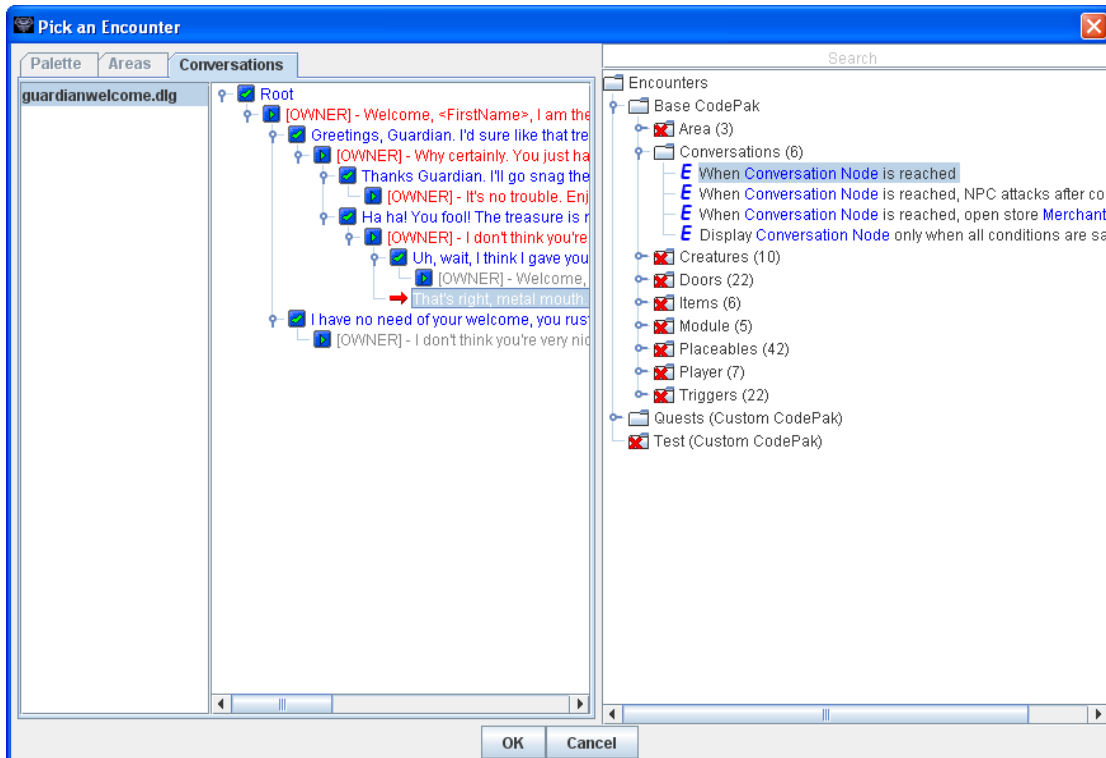 Pick an Encounter
Palette
Areas
Conversations
Search
guardianwelcome.dlg
Root
[OWNER] - Welcome, <FirstName>, I am the
Greetings, Guardian. I'd sure like that tre
[OWNER] - Why certainly. You just ha
Thanks Guardian. I'll go snag the
[OWNER] - It's no trouble. Enj
Ha ha! You fool! The treasure is r
[OWNER] - I don't think you're
Uh, wait, I think I gave you
[OWNER] - Welcome,
That's right, metal mouth.
I have no need of your welcome, you rus
[OWNER] - I don't think you're very nic
Encounters
Base CodePak
Area (3)
Conversations (6)
E When Conversation Node is reached
E When Conversation Node is reached, NPC attacks after co
E When Conversation Node is reached, open store Merchant
E Display Conversation Node only when all conditions are sa
Creatures (10)
Doors (22)
Items (6)
Module (5)
Placeables (42)
Player (7)
Triggers (22)
Quests (Custom CodePak)
Test (Custom CodePak)
OK
Cancel